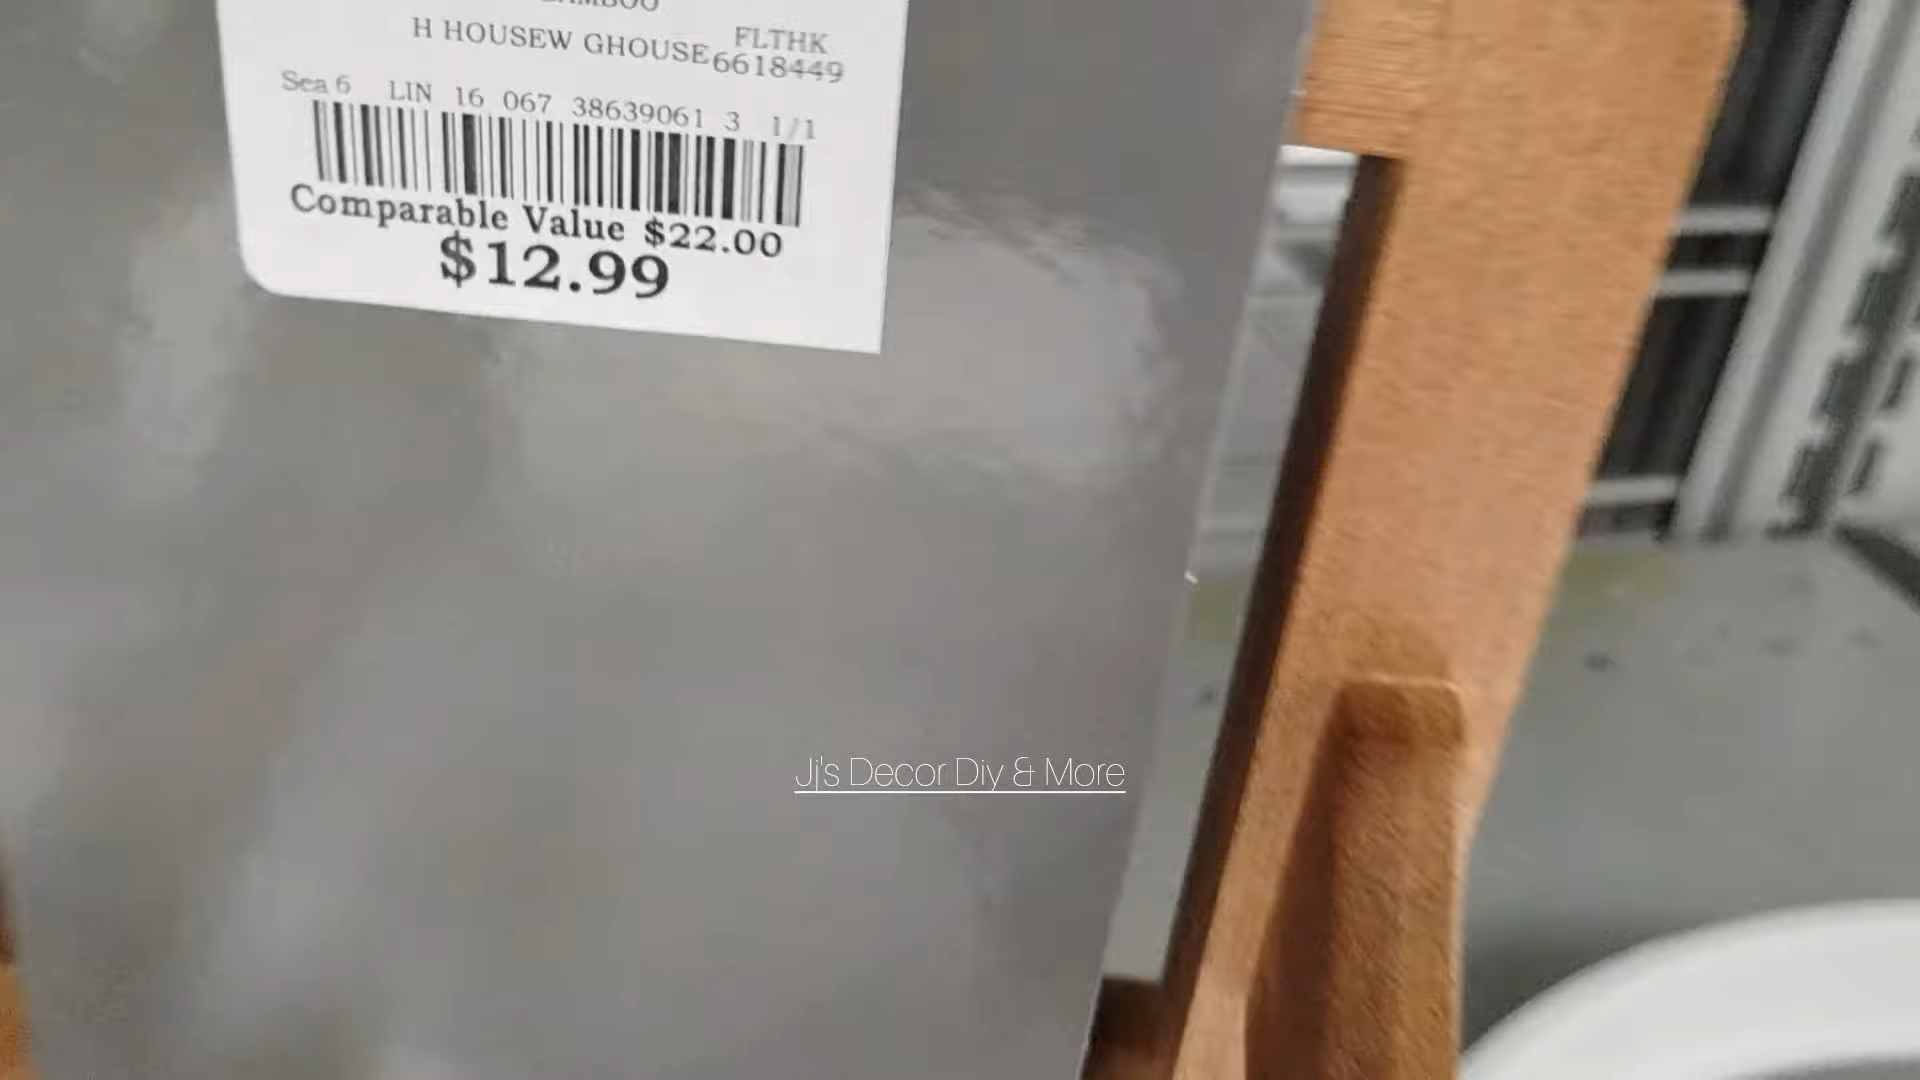 H HOUSEW GHOUSE
FLTHK
6618449
Sea 6 LIN 16 067 38639061 3 1/1
Comparable Value $22.00
$12.99
Jj's Decor Diy & More